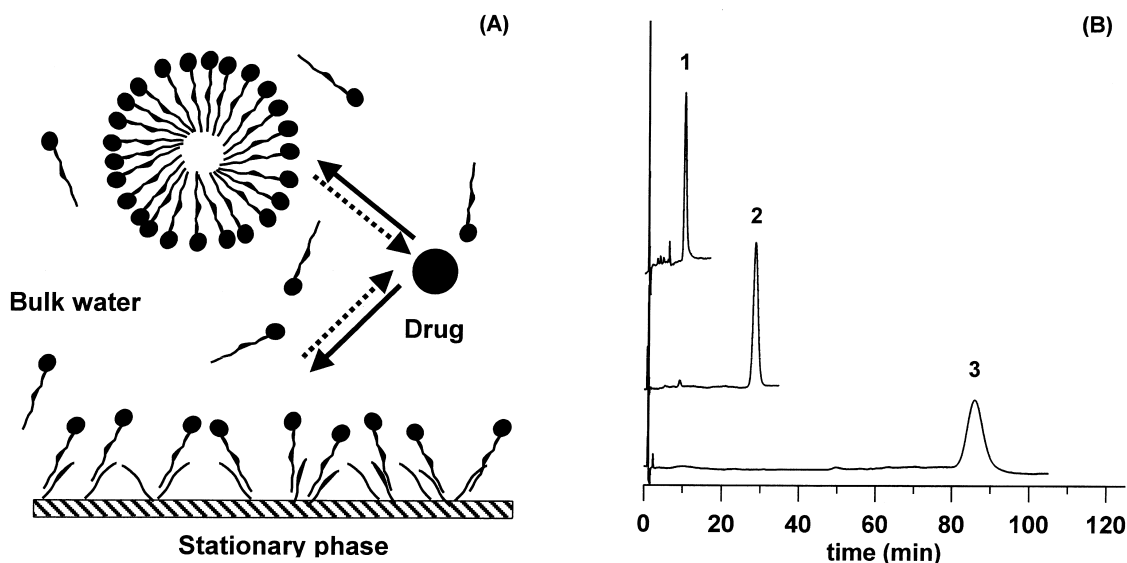 (A)
Bulk water
Drug
Stationary phase
(B)
1
2
3
0 20 40 60 80 100 120
time (min)